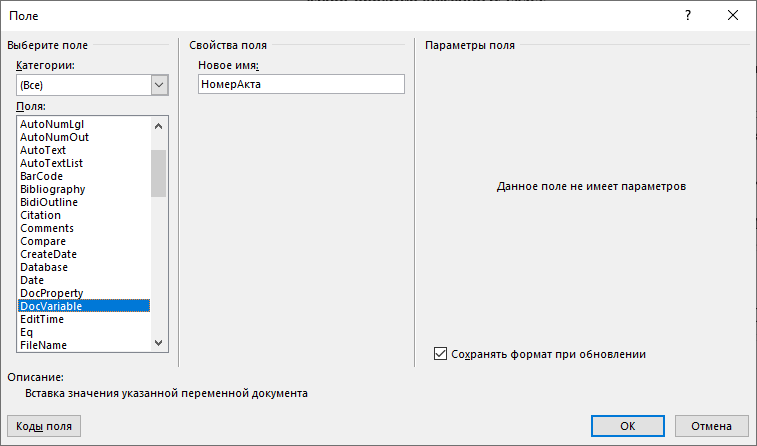 Поле
?
Выберите поле
Категории:
(Все)
Поля:
AutoNumLgl
AutoNumOut
AutoText
AutoTextList
BarCode
Bibliography
BidiOutline
Citation
Comments
Compare
CreateDate
Database
Date
DocProperty
DocVariable
EditTime
Eq
FileName
Свойства поля
Новое имя:
НомерАкта
Параметры поля
Данное поле не имеет параметров
Сохранять формат при обновлении
Описание:
Вставка значения указанной переменной документа
Коды поля
ОК
Отмена